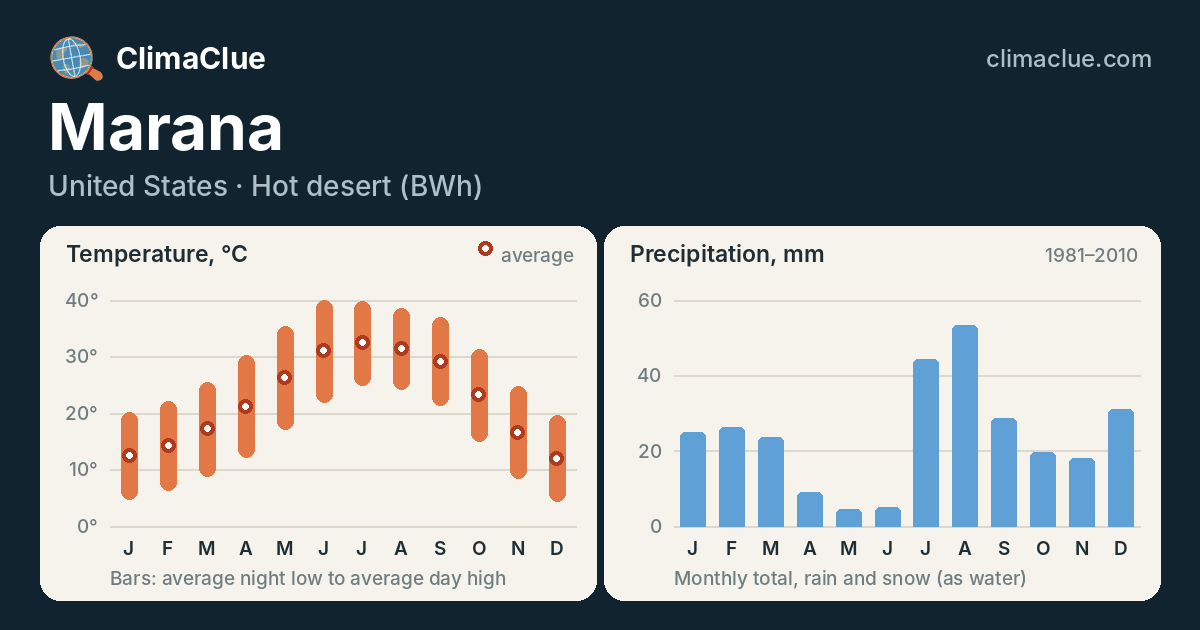 ClimaClue
climaclue.com
Marana
United States · Hot desert (BWh)
Temperature, °C
average
40°
30°
20°
10°
0°
J F M A M J J A S O N D
Bars: average night low to average day high
Precipitation, mm
1981–2010
60
40
20
0
J F M A M J J A S O N D
Monthly total, rain and snow (as water)